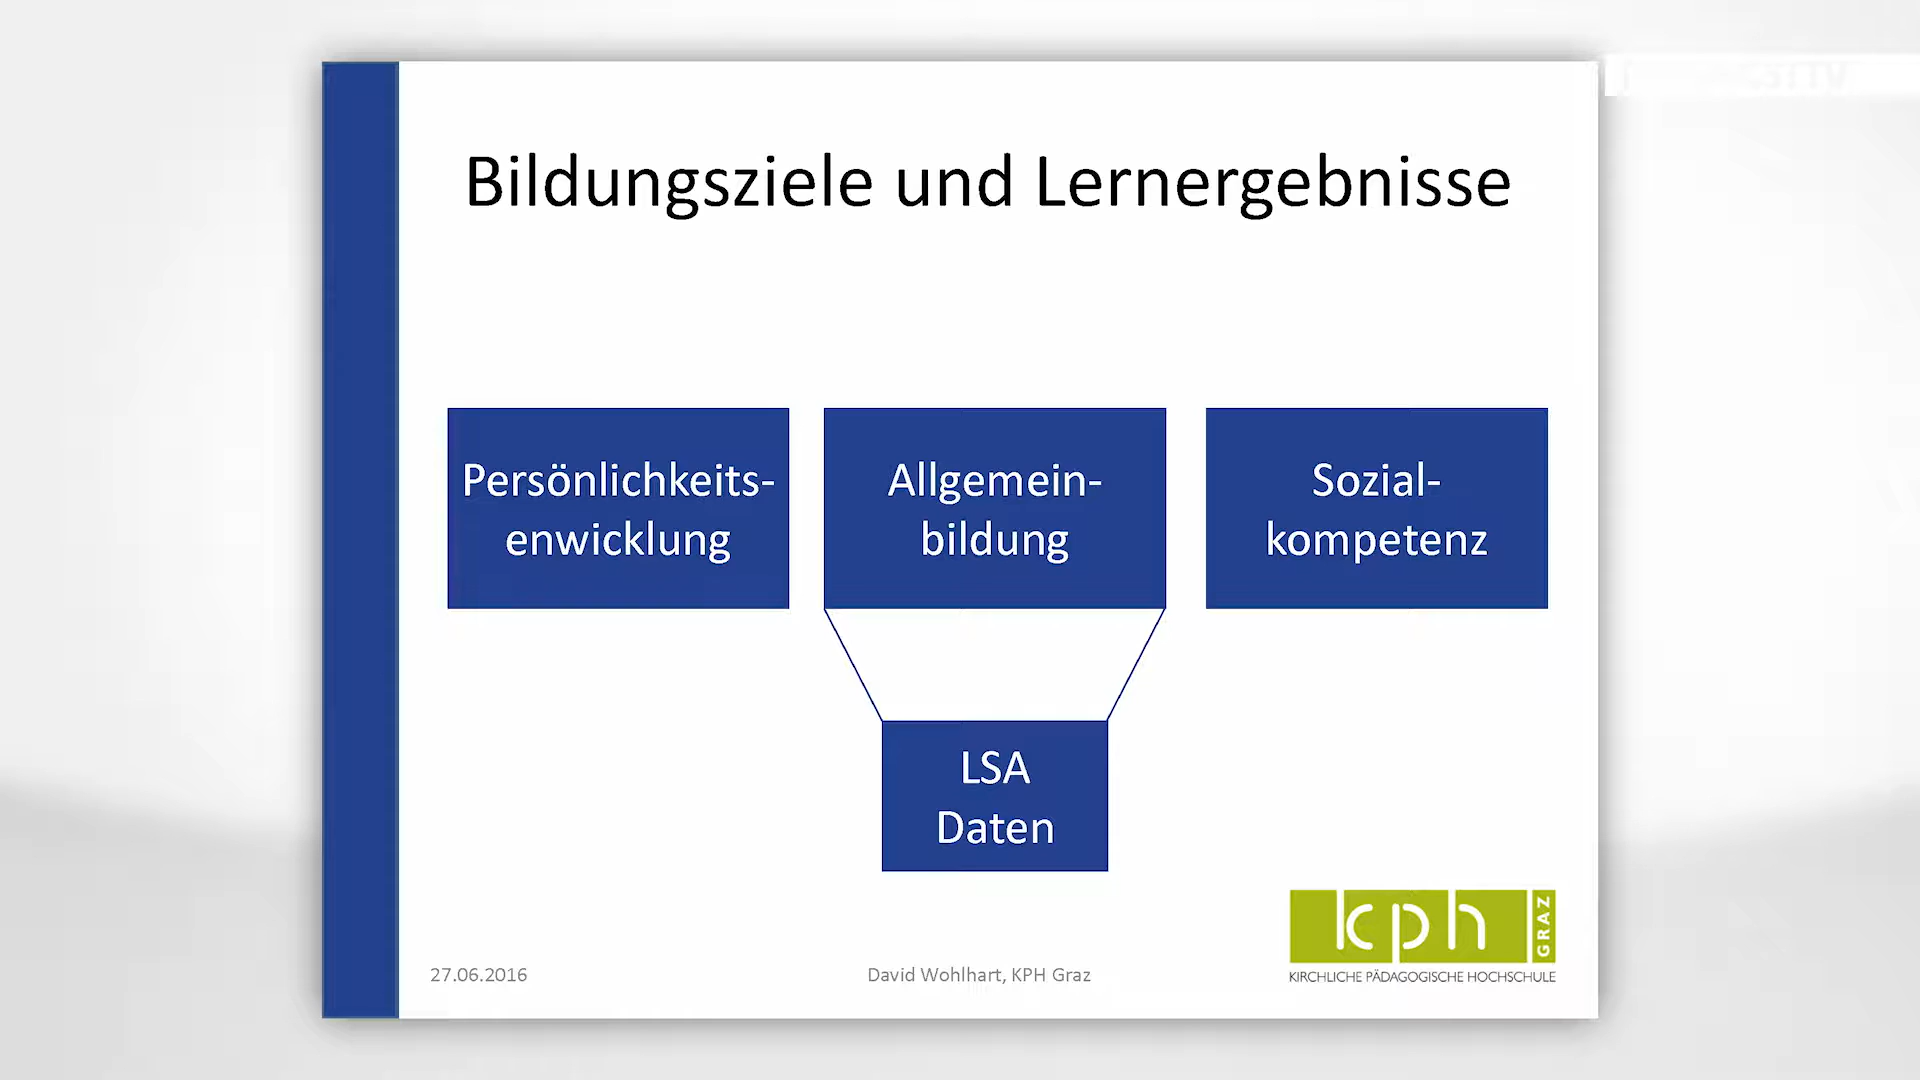 Bildungsziele und Lernergebnisse
Persönlichkeits-
enwicklung
Allgemein-
bildung
Sozial-
kompetenz
LSA
Daten
27.06.2016
David Wohlhart, KPH Graz
kph
GRAZ
KIRCHLICHE PÄDAGOGISCHE HOCHSCHULE